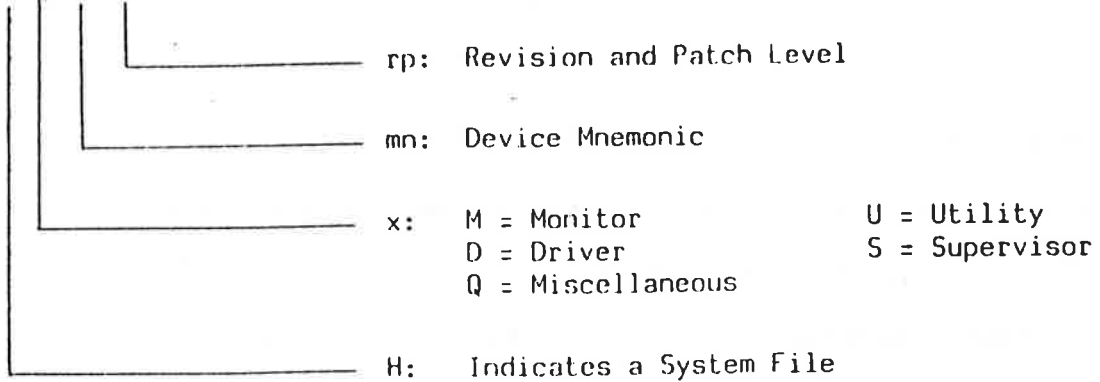 rp: Revision and Patch Level
mn: Device Mnemonic
x: M = Monitor U = Utility
D = Driver S = Supervisor
Q = Miscellaneous
H: Indicates a System File